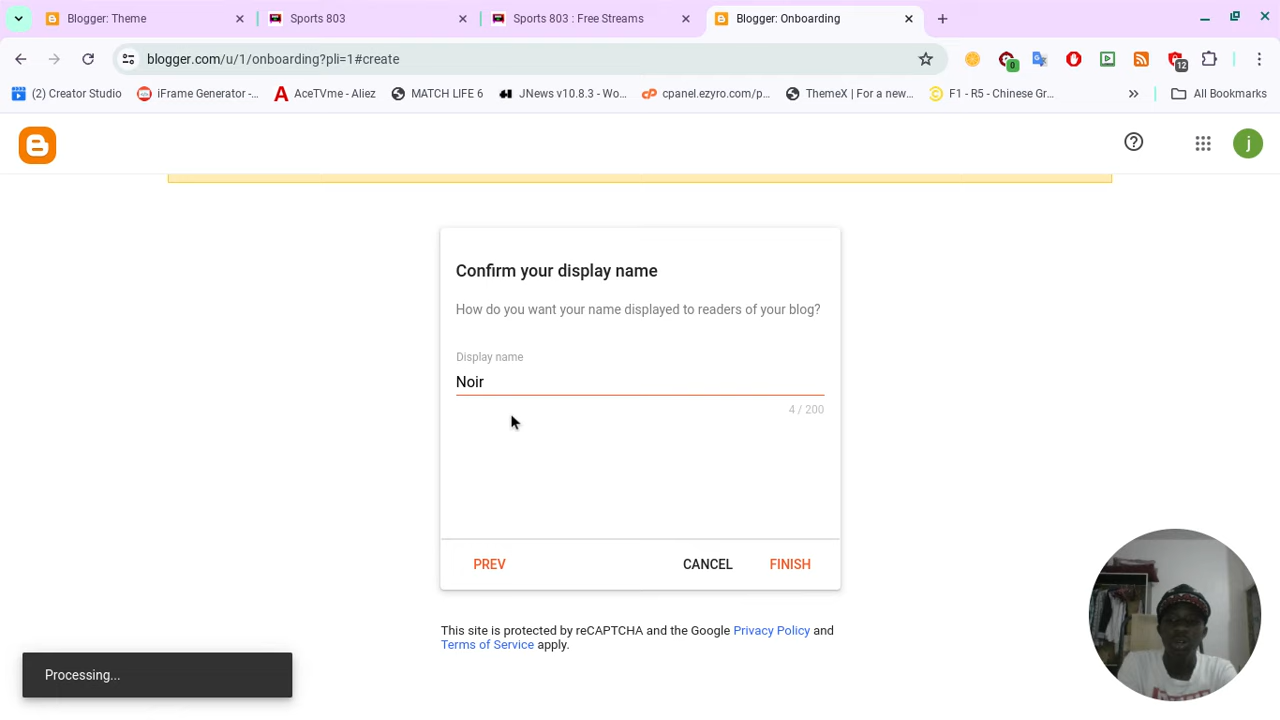 Blogger: Theme
Sports 803
Sports 803 : Free Streams
Blogger: Onboarding
blogger.com/u/1/onboarding?pli=1#create
0
12
(2) Creator Studio
iFrame Generator -...
AceTVme - Aliez
MATCH LIFE 6
JNews v10.8.3 - Wo...
cpanel.ezyro.com/p...
ThemeX | For a new...
F1 - R5 - Chinese Gr...
All Bookmarks
j
Confirm your display name
How do you want your name displayed to readers of your blog?
Display name
Noir
4 / 200
PREV
CANCEL
FINISH
This site is protected by reCAPTCHA and the Google Privacy Policy and
Terms of Service apply.
Processing...